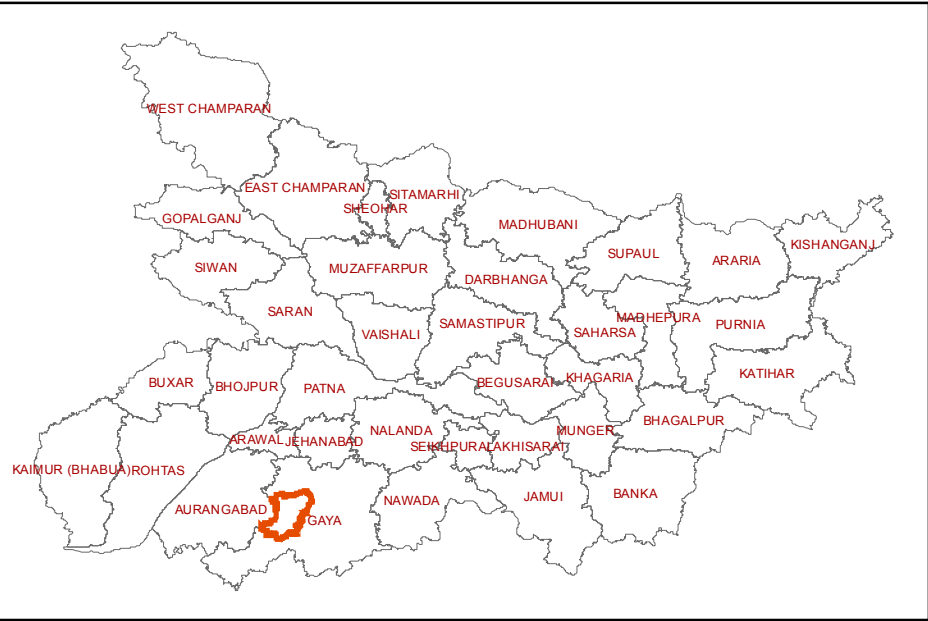 WEST CHAMPARAN
EAST CHAMPARAN
SITAMARHI
SHEOHAR
GOPALGANJ
MADHUBANI
KISHANGANJ
SUPAUL
ARARIA
SIWAN
MUZAFFARPUR
DARBHANGA
SARAN
MADHEPURA
SAMASTIPUR
PURNIA
VAISHALI
SAHARSA
KATIHAR
BUXAR
BHOJPUR
PATNA
BEGUSARAI
KHAGARIA
BHAGALPUR
NALANDA
MUNGER
ARAWAL
JEHANABAD
SEIKHPURA
LAKHISARAI
KAIMUR (BHABUA)
ROHTAS
BANKA
JAMUI
NAWADA
AURANGABAD
GAYA